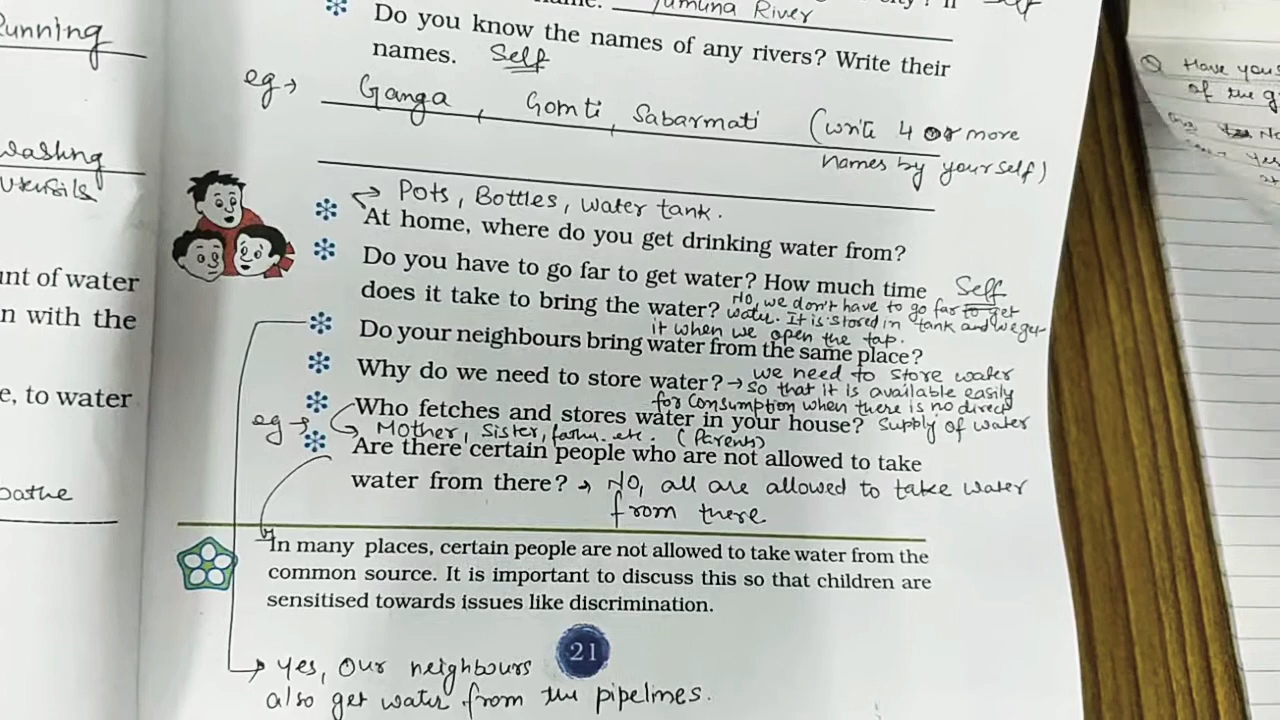 Running
washing
Utensils
int of water
n with the
e, to water
bathe
name. Yamuna River
city? If Self
Do you know the names of any rivers? Write their
names. Self
eg → Ganga, Gomti, Sabarmati (write 4 or more
names by yourself)
→ Pots, Bottles, water tank.
At home, where do you get drinking water from?
Do you have to go far to get water? How much time Self
does it take to bring the water? No, we don't have to go far to get
water. It is stored in tank and we get
it when we open the tap.
Do your neighbours bring water from the same place?
Why do we need to store water? → we need to store water
so that it is available easily
for consumption when there is no direct
supply of water
Who fetches and stores water in your house?
eg → Mother, Sister, father etc. (Parents)
Are there certain people who are not allowed to take
water from there? → No, all are allowed to take water
from there
In many places, certain people are not allowed to take water from the
common source. It is important to discuss this so that children are
sensitised towards issues like discrimination.
21
→ Yes, Our neighbours
also get water from the pipelines.
Q Have you s
of the g
No
Yes